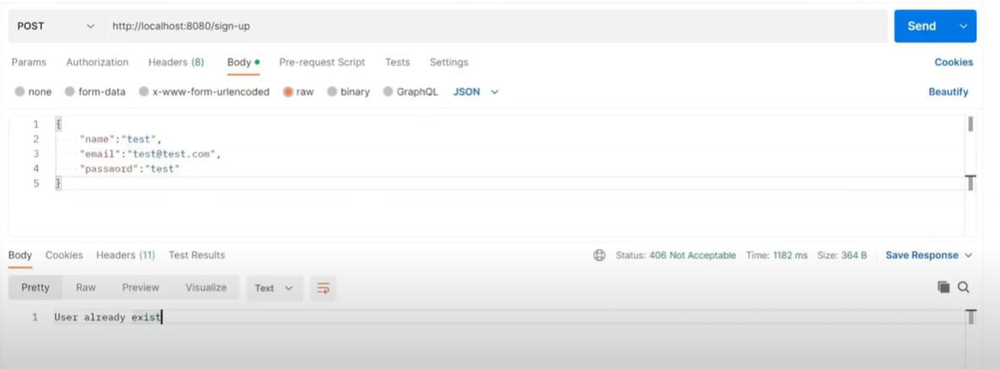 POST http://localhost:8080/sign-up Send
Params Authorization Headers (8) Body Pre-request Script Tests Settings Cookies
none form-data x-www-form-urlencoded raw binary GraphQL JSON Beautify
1 {
2 "name":"test",
3 "email":"test@test.com",
4 "password":"test"
5 }
Body Cookies Headers (11) Test Results Status: 406 Not Acceptable Time: 1182 ms Size: 364 B Save Response
Pretty Raw Preview Visualize Text
1 User already exist